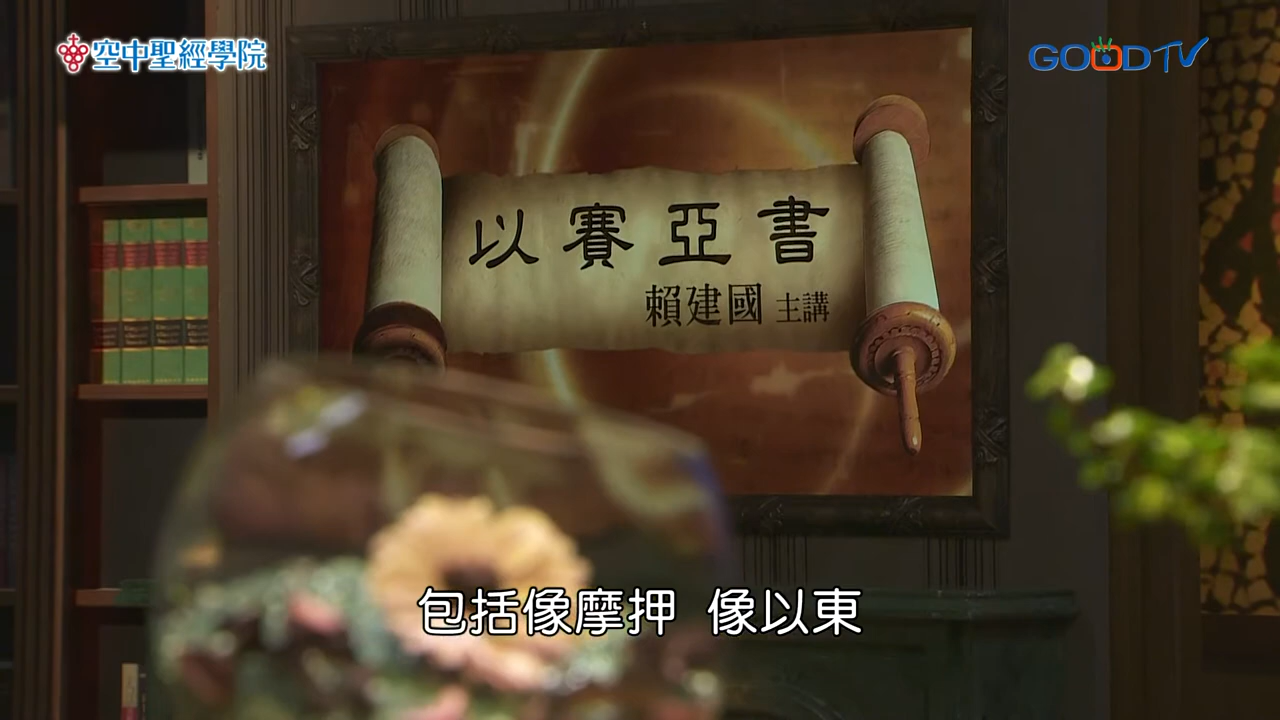 空中聖經學院
GOODTV
以賽亞書
賴建國 主講
包括像摩押 像以東